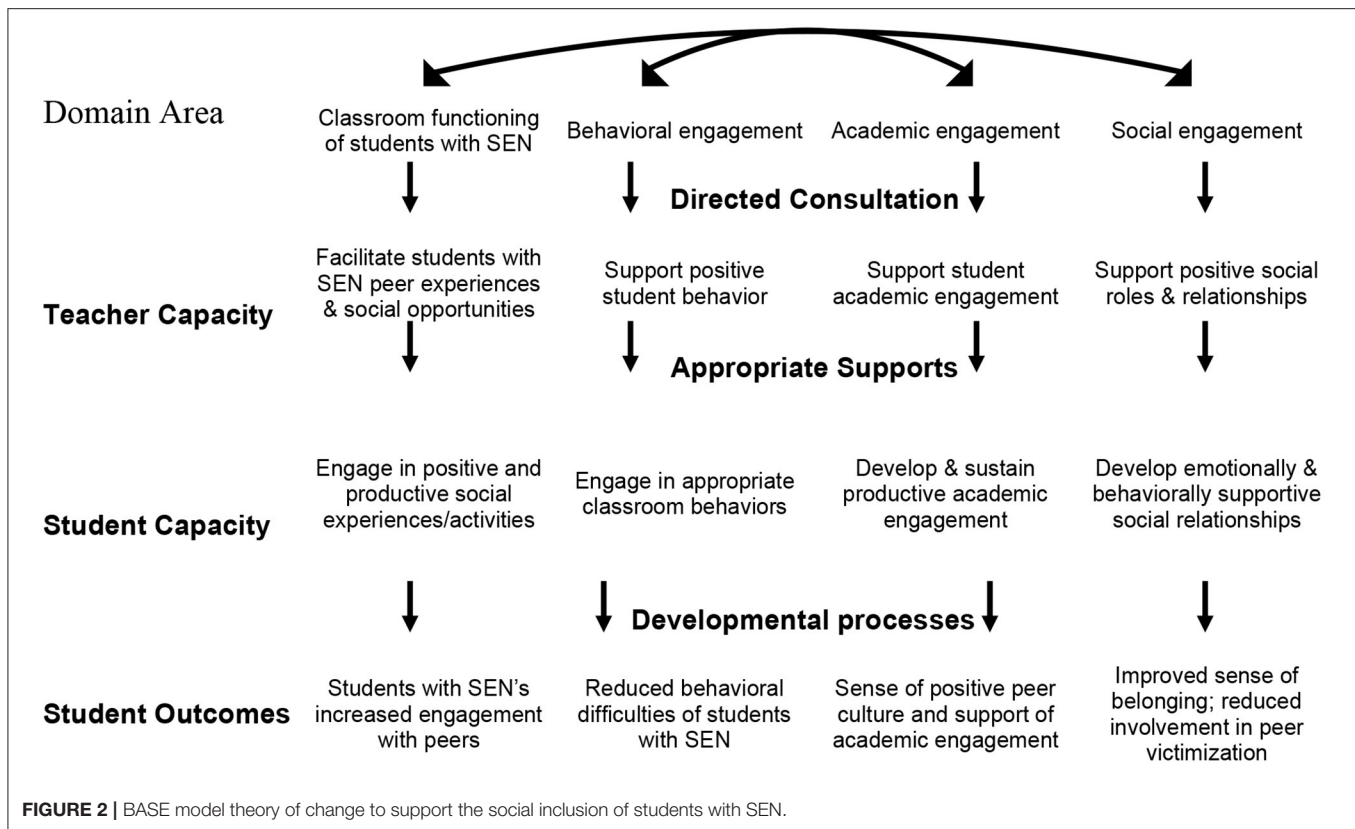 Domain Area
Classroom functioning
of students with SEN
Behavioral engagement
Academic engagement
Social engagement
Directed Consultation
Teacher Capacity
Facilitate students with
SEN peer experiences
& social opportunities
Support positive
student behavior
Support student
academic engagement
Support positive social
roles & relationships
Appropriate Supports
Student Capacity
Engage in positive and
productive social
experiences/activities
Engage in appropriate
classroom behaviors
Develop & sustain
productive academic
engagement
Develop emotionally &
behaviorally supportive
social relationships
Developmental processes
Student Outcomes
Students with SEN's
increased engagement
with peers
Reduced behavioral
difficulties of students
with SEN
Sense of positive peer
culture and support of
academic engagement
Improved sense of
belonging; reduced
involvement in peer
victimization
FIGURE 2 | BASE model theory of change to support the social inclusion of students with SEN.